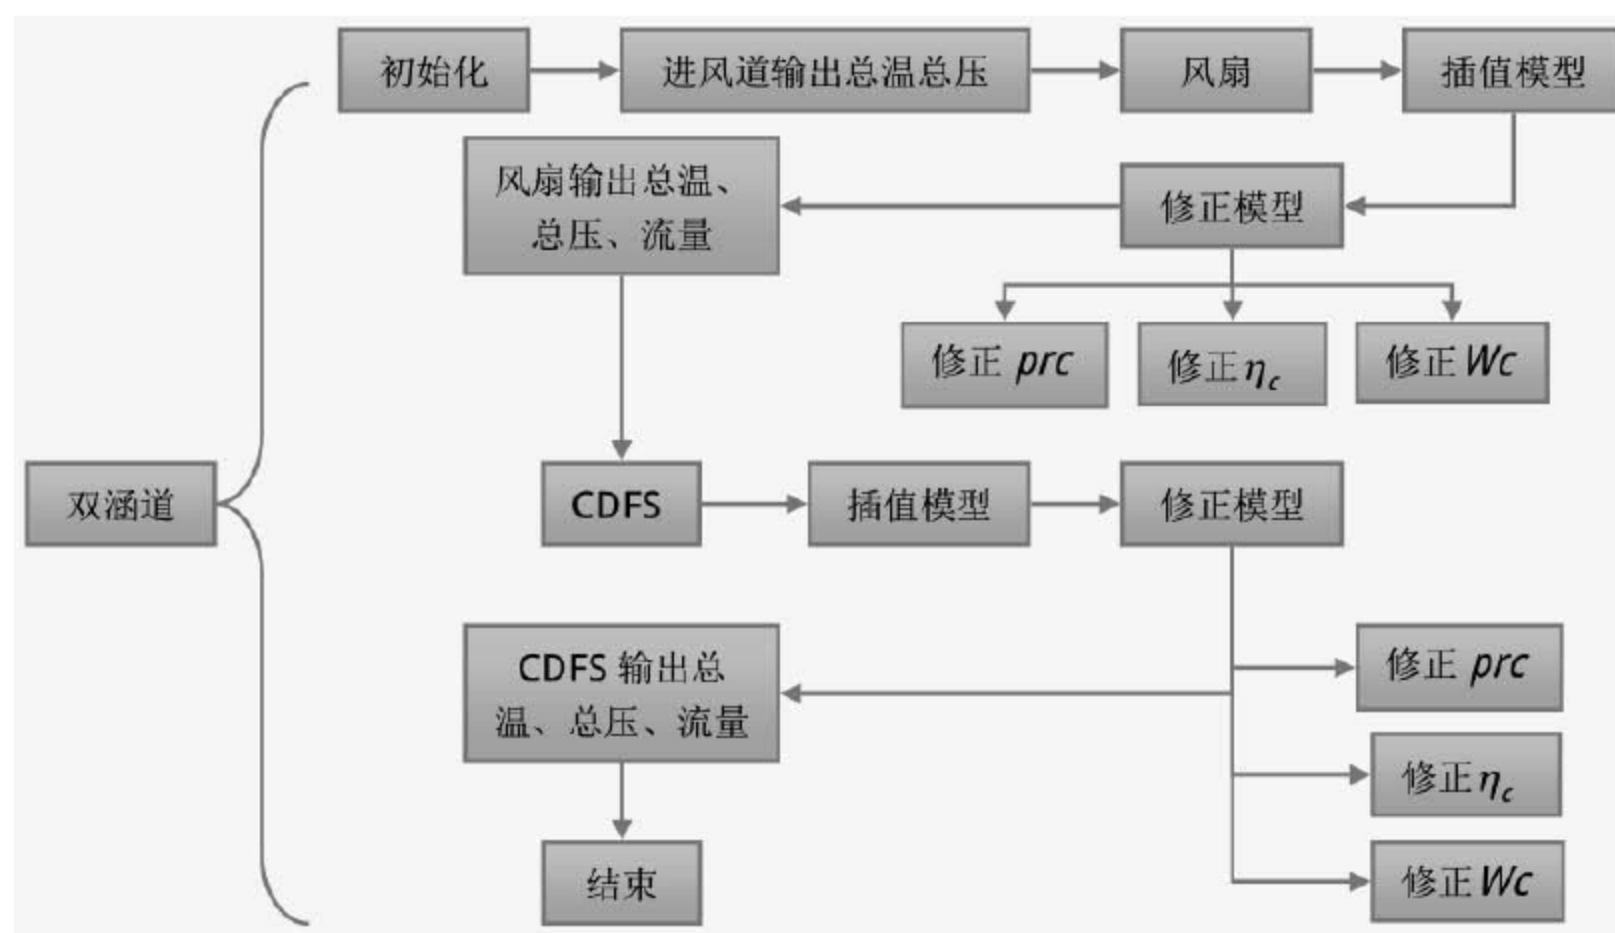 初始化
进风道输出总温总压
风扇
插值模型
风扇输出总温、
总压、流量
修正模型
修正 prc
修正 ηc
修正 Wc
双涵道
CDFS
插值模型
修正模型
CDFS 输出总
温、总压、流量
修正 prc
修正 ηc
修正 Wc
结束